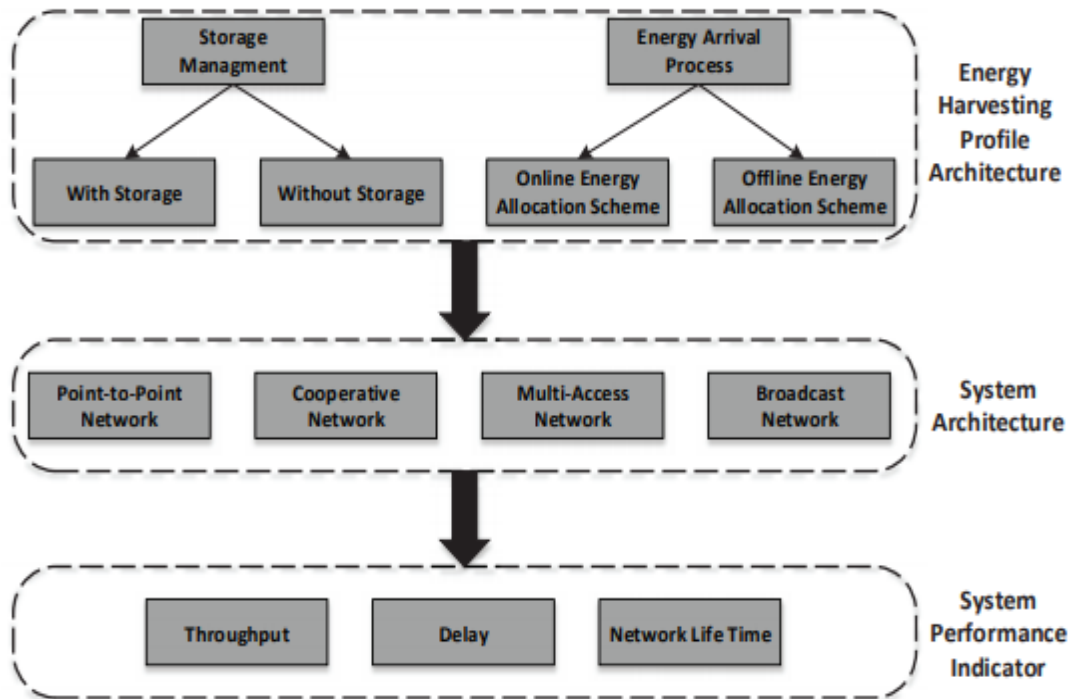 Storage
Managment
Energy Arrival
Process
With Storage
Without Storage
Online Energy
Allocation Scheme
Offline Energy
Allocation Scheme
Energy
Harvesting
Profile
Architecture
Point-to-Point
Network
Cooperative
Network
Multi-Access
Network
Broadcast
Network
System
Architecture
Throughput
Delay
Network Life Time
System
Performance
Indicator